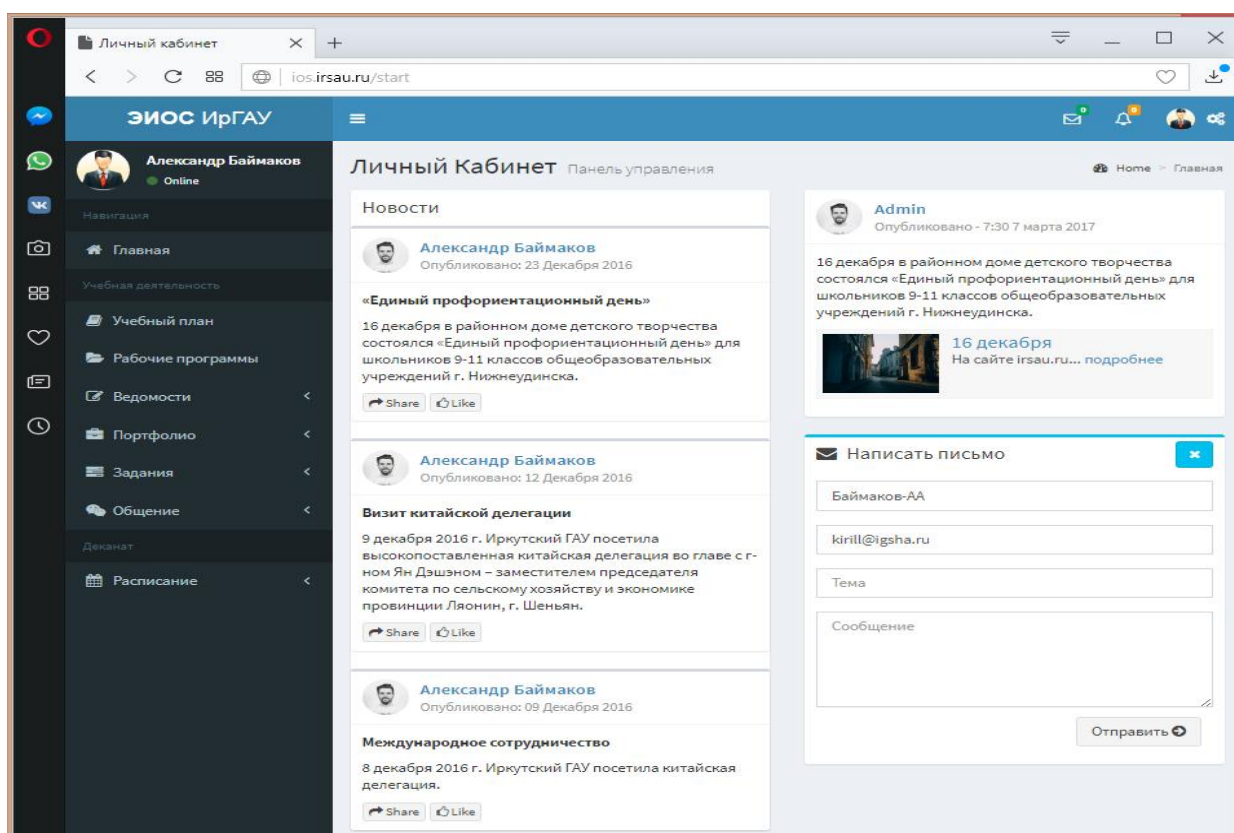 Личный кабинет
ios.irsau.ru/start
ЭИОС ИрГАУ
Александр Баймаков
Online
Навигация
Главная
Учебная деятельность
Учебный план
Рабочие программы
Ведомости
Портфолио
Задания
Общение
Деканат
Расписание
Личный Кабинет Панель управления
Home > Главная
Новости
Александр Баймаков
Опубликовано: 23 Декабря 2016
«Единый профориентационный день»
16 декабря в районном доме детского творчества
состоялся «Единый профориентационный день» для
школьников 9-11 классов общеобразовательных
учреждений г. Нижнеудинска.
Share Like
Александр Баймаков
Опубликовано: 12 Декабря 2016
Визит китайской делегации
9 декабря 2016 г. Иркутский ГАУ посетила
высокопоставленная китайская делегация во главе с г-
ном Ян Дэшэном – заместителем председателя
комитета по сельскому хозяйству и экономике
провинции Ляонин, г. Шеньян.
Share Like
Александр Баймаков
Опубликовано: 09 Декабря 2016
Международное сотрудничество
8 декабря 2016 г. Иркутский ГАУ посетила китайская
делегация.
Share Like
Admin
Опубликовано - 7:30 7 марта 2017
16 декабря в районном доме детского творчества
состоялся «Единый профориентационный день» для
школьников 9-11 классов общеобразовательных
учреждений г. Нижнеудинска.
16 декабря
На сайте irsau.ru... подробнее
Написать письмо
Баймаков-АА
kirill@igsha.ru
Тема
Сообщение
Отправить